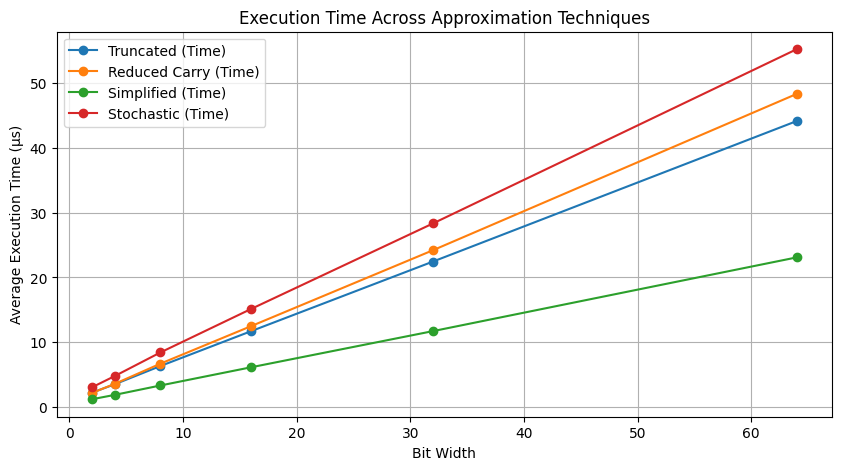 Execution Time Across Approximation Techniques
Truncated (Time)
Reduced Carry (Time)
Simplified (Time)
Stochastic (Time)
Average Execution Time (µs)
50
40
30
20
10
0
0 10 20 30 40 50 60
Bit Width